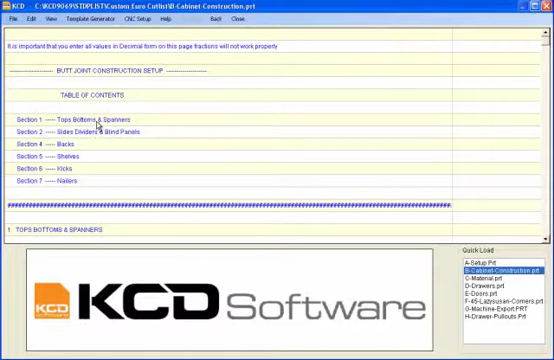 KCD - C:\KCD9069\STDPLIST\Custom Euro Cutlist\B-Cabinet-Construction.prt
File Edit View Template Generator CNC Setup Help Back Close
It is important that you enter all values in Decimal form on this page fractions will not work properly
-------------------- BUTT JOINT CONSTRUCTION SETUP --------------------
TABLE OF CONTENTS
Section 1 ----- Tops Bottoms & Spanners
Section 2 ----- Sides Dividers & Blind Panels
Section 4 ----- Backs
Section 5 ----- Shelves
Section 6 ----- Kicks
Section 7 ----- Nailers
1. TOPS BOTTOMS & SPANNERS
KCD Software
Quick Load
A-Setup.Prt
B-Cabinet-Construction.prt
C-Material.prt
D-Drawers.prt
E-Doors.prt
F-45-Lazysusan-Corners.prt
G-Machine-Export.PRT
H-Drawer-Pullouts.Prt